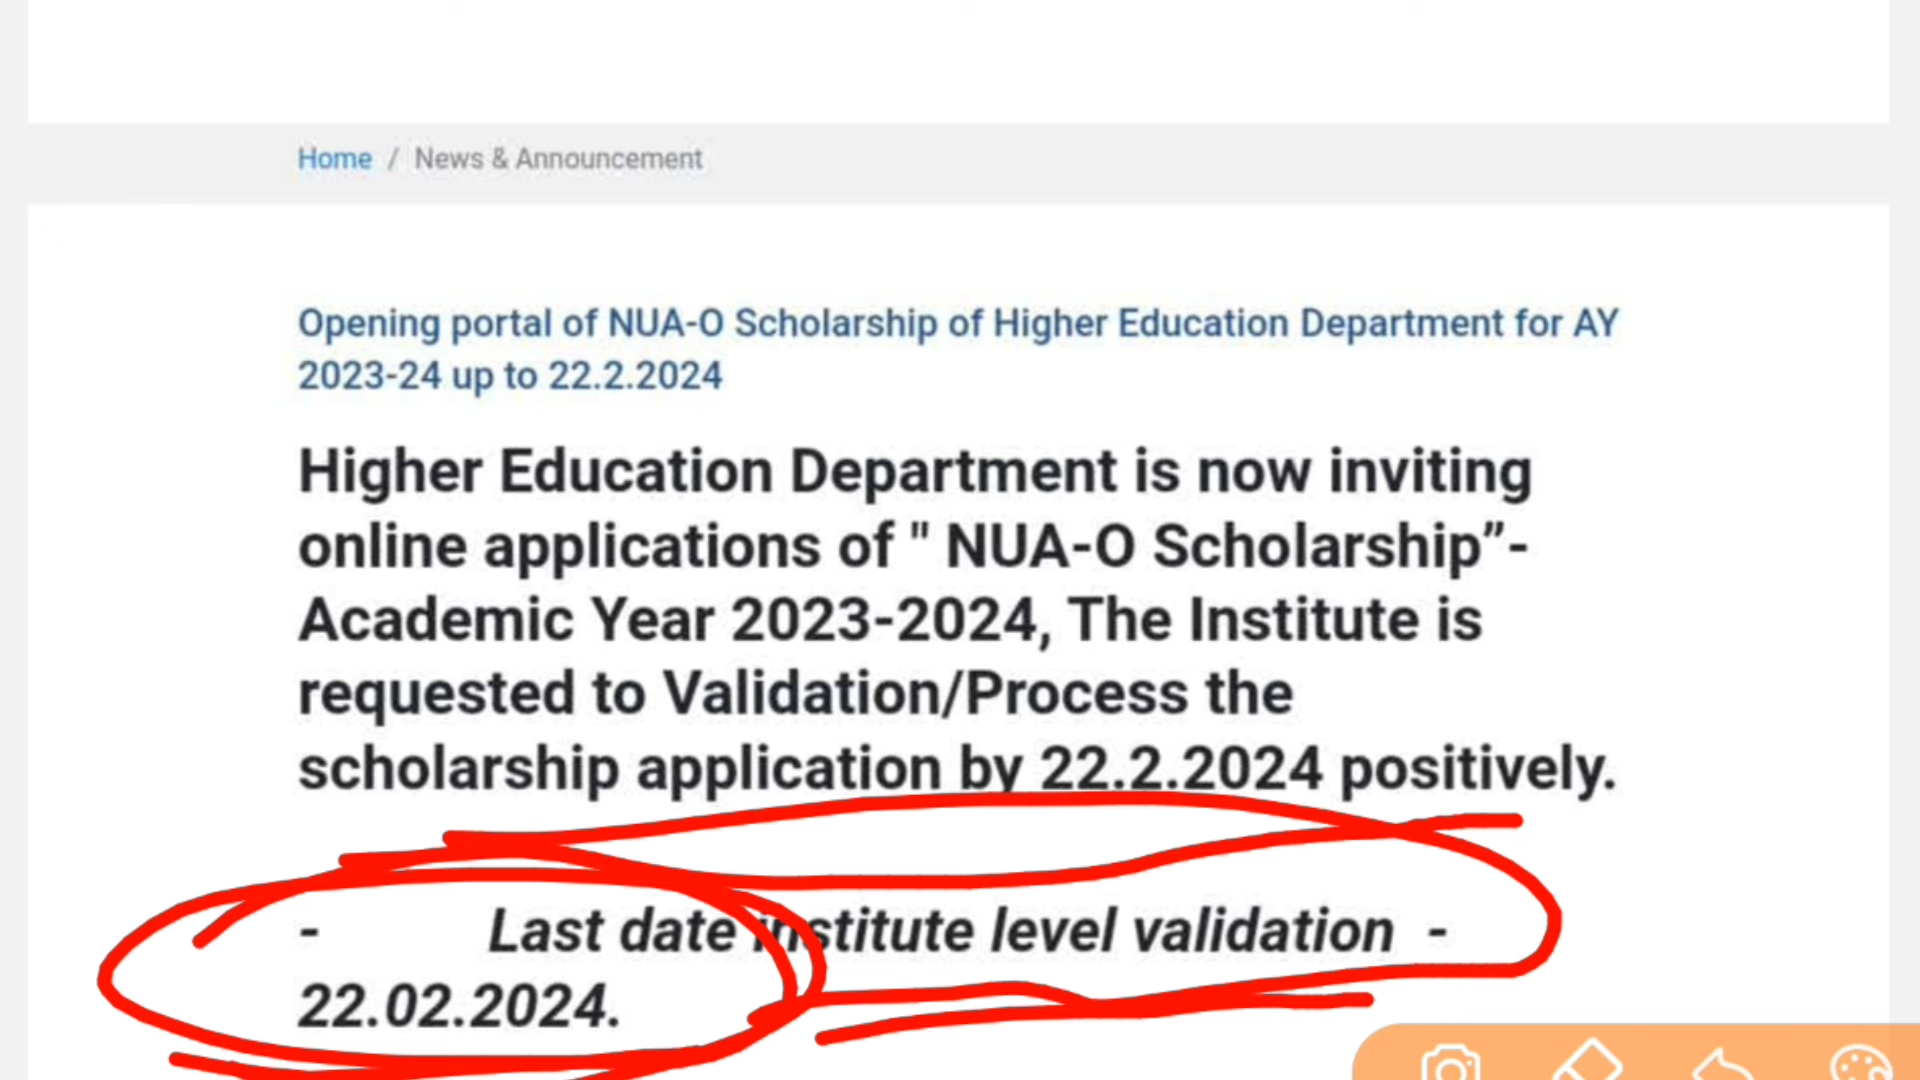 Home / News & Announcement
Opening portal of NUA-O Scholarship of Higher Education Department for AY
2023-24 up to 22.2.2024
Higher Education Department is now inviting
online applications of " NUA-O Scholarship”-
Academic Year 2023-2024, The Institute is
requested to Validation/Process the
scholarship application by 22.2.2024 positively.
- Last date institute level validation -
22.02.2024.